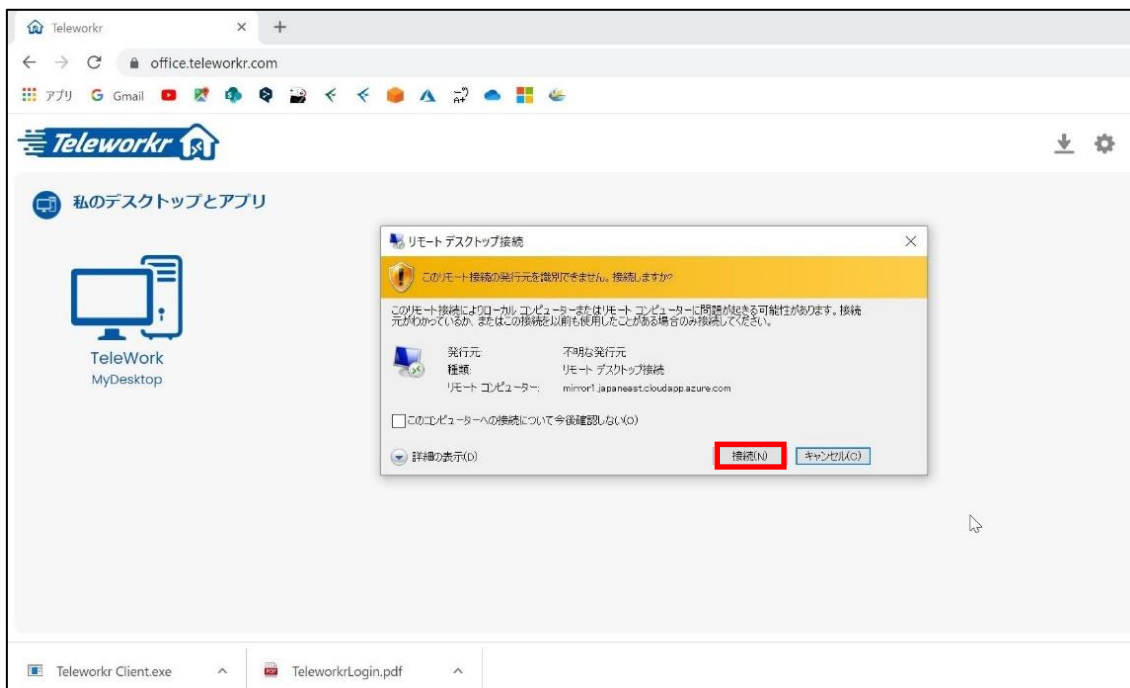 Teleworkr
office.teleworkr.com
アプリ Gmail
Teleworkr
私のデスクトップとアプリ
TeleWork
MyDesktop
リモート デスクトップ接続
このリモート接続の発行元を識別できません。接続しますか?
このリモート接続によりローカル コンピューターまたはリモート コンピューターに問題が起きる可能性があります。接続
元がわかっているか、またはこの接続を以前も使用したことがある場合のみ接続してください。
発行元: 不明な発行元
種類: リモート デスクトップ接続
リモート コンピューター: mirror1.japaneast.cloudapp.azure.com
このコンピューターへの接続について今後確認しない(O)
詳細の表示(D) 接続(N) キャンセル(C)
Teleworkr Client.exe TeleworkrLogin.pdf